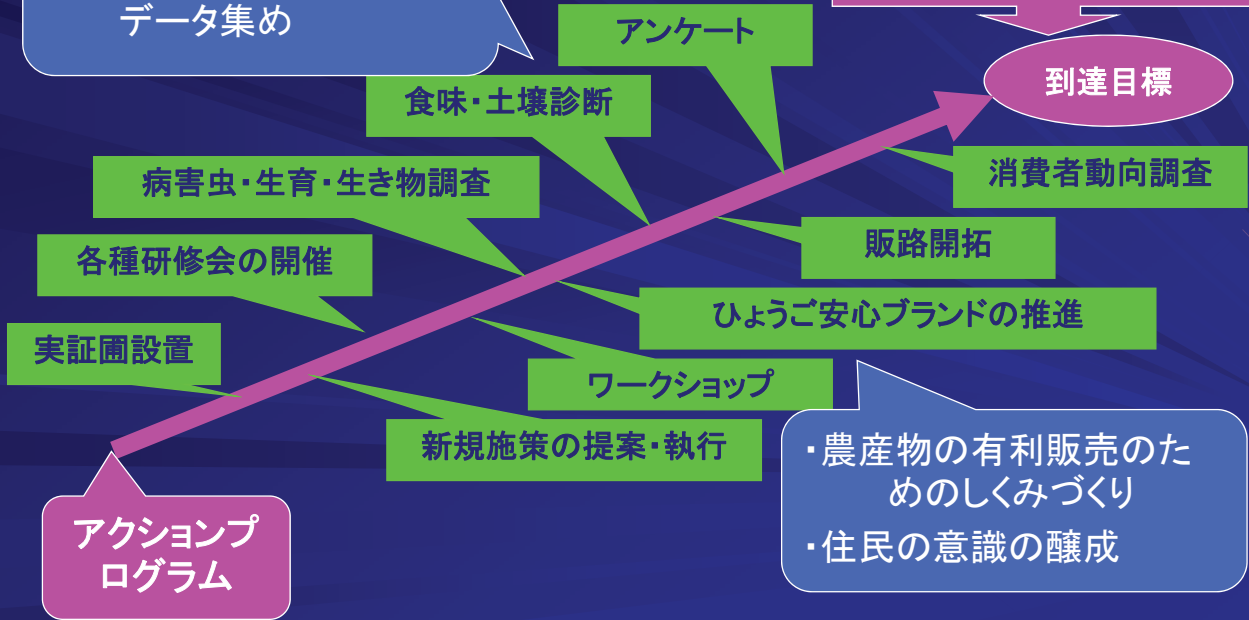 データ集め
アンケート
到達目標
食味・土壌診断
消費者動向調査
病害虫・生育・生き物調査
販路開拓
各種研修会の開催
ひょうご安心ブランドの推進
実証圃設置
ワークショップ
新規施策の提案・執行
・農産物の有利販売のた
めのしくみづくり
・住民の意識の醸成
アクションプ
ログラム